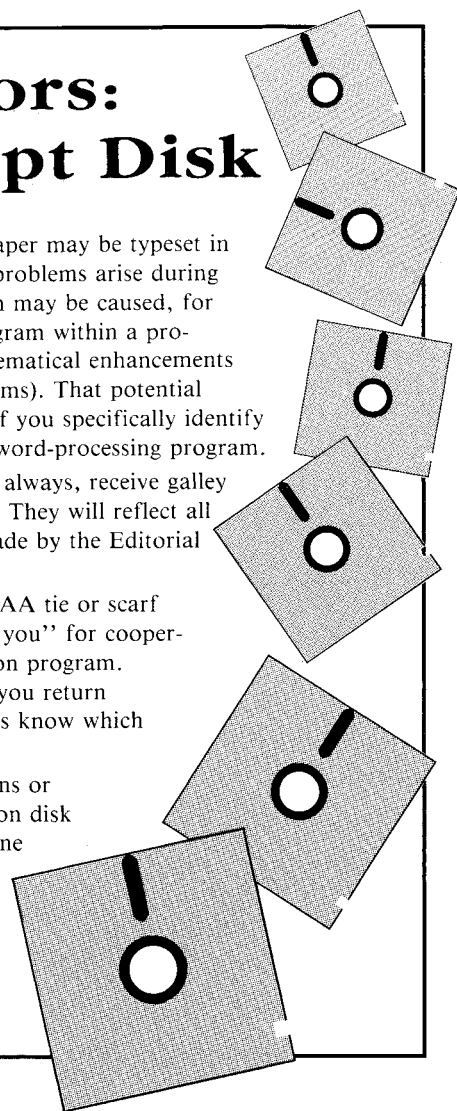 ors:
pt Disk
aper may be typeset in
problems arise during
n may be caused, for
gram within a pro-
ematical enhancements
ms). That potential
f you specifically identify
word-processing program.
always, receive galley
They will reflect all
ade by the Editorial
AA tie or scarf
you’’ for cooper-
on program.
you return
s know which
ns or
on disk
ne